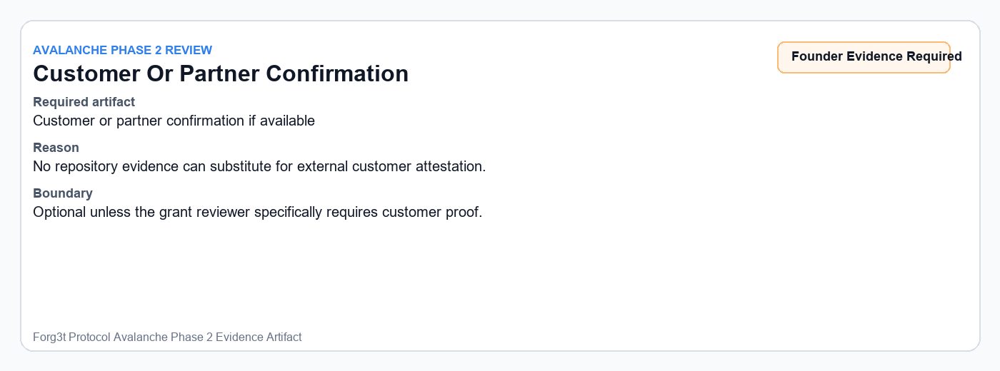 AVALANCHE PHASE 2 REVIEW
Customer Or Partner Confirmation
Founder Evidence Required
Required artifact
Customer or partner confirmation if available
Reason
No repository evidence can substitute for external customer attestation.
Boundary
Optional unless the grant reviewer specifically requires customer proof.
Forg3t Protocol Avalanche Phase 2 Evidence Artifact